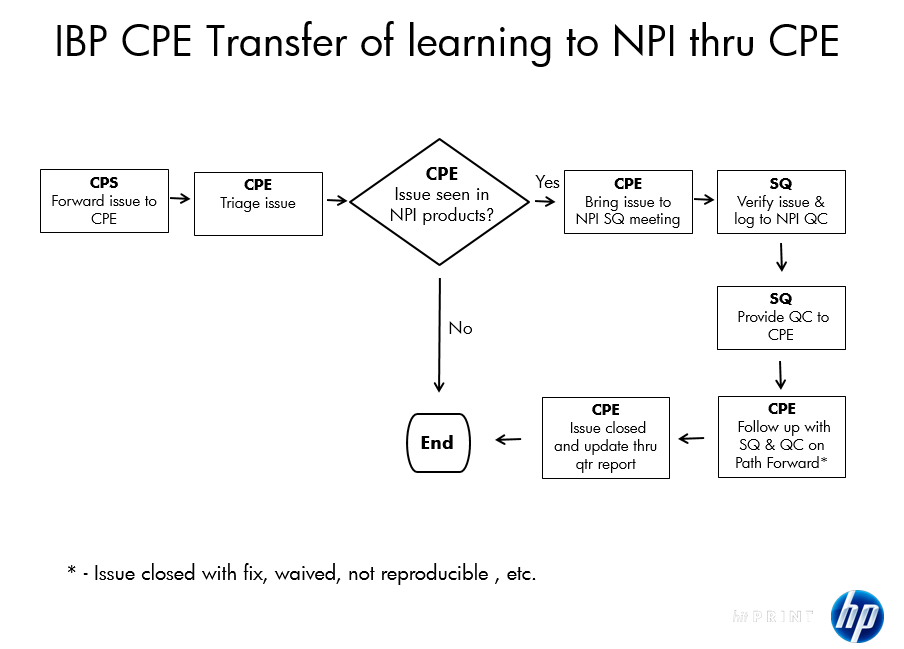 IBP CPE Transfer of learning to NPI thru CPE
CPS
Forward issue to
CPE
CPE
Triage issue
CPE
Issue seen in
NPI products?
Yes
CPE
Bring issue to
NPI SQ meeting
SQ
Verify issue &
log to NPI QC
SQ
Provide QC to
CPE
No
CPE
Follow up with
SQ & QC on
Path Forward*
CPE
Issue closed
and update thru
qtr report
End
* - Issue closed with fix, waived, not reproducible , etc.
hit PRINT
hp